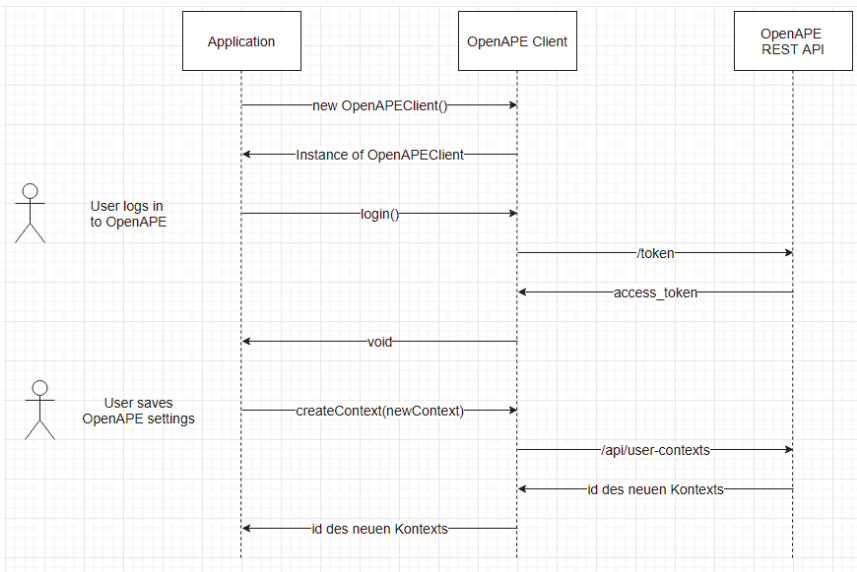 Application
OpenAPE Client
OpenAPE
REST API
new OpenAPEClient()
Instance of OpenAPEClient
User logs in
to OpenAPE
login()
/token
access_token
void
User saves
OpenAPE settings
createContext(newContext)
/api/user-contexts
id des neuen Kontexts
id des neuen Kontexts